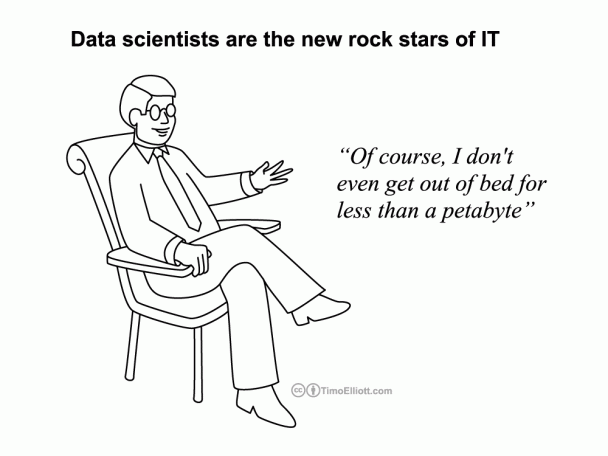 Data scientists are the new rock stars of IT
“Of course, I don't
even get out of bed for
less than a petabyte”
cc TimoElliott.com